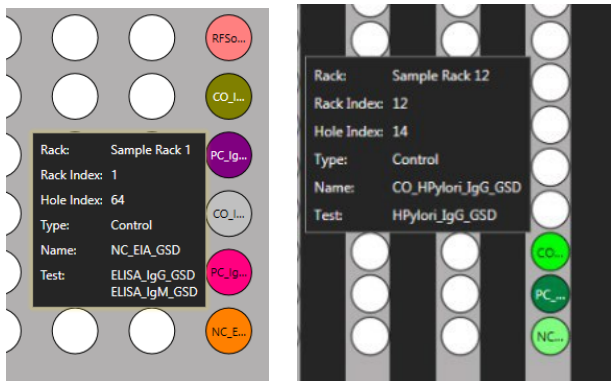 RFSo...
CO_I...
PC_Ig...
CO_I...
PC_Ig...
NC_E...
Rack: Sample Rack 1
Rack Index: 1
Hole Index: 64
Type: Control
Name: NC_EIA_GSD
Test: ELISA_IgG_GSD
ELISA_IgM_GSD
Rack: Sample Rack 12
Rack Index: 12
Hole Index: 14
Type: Control
Name: CO_HPylori_IgG_GSD
Test: HPylori_IgG_GSD
CO...
PC_...
NC...